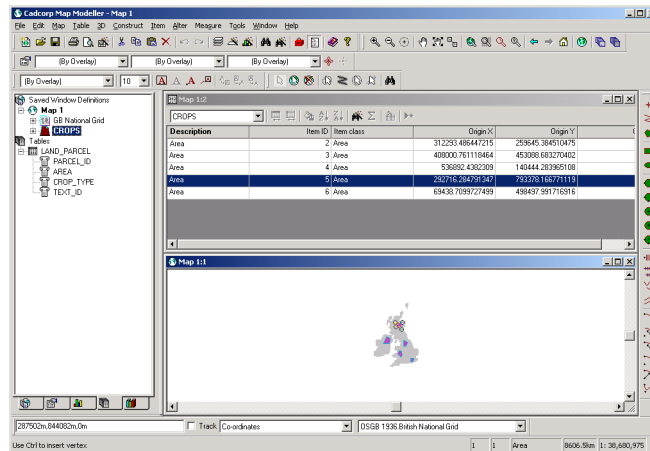 Cadcorp Map Modeller - Map 1
File Edit Map Table 3D Construct Item Alter Measure Tools Window Help
(By Overlay) (By Overlay) (By Overlay)
(By Overlay) 10
Saved Window Definitions
Map 1
GB National Grid
CROPS
Tables
LAND_PARCEL
PARCEL_ID
AREA
CROP_TYPE
TEXT_ID
Map 1:2
CROPS
Description Item ID Item class Origin X Origin Y
Area 2 Area 312293.486447215 259645.384510475
Area 3 Area 408000.761118464 453088.683270402
Area 4 Area 536892.4382309 140444.283965108
Area 5 Area 292716.284791347 793378.166771119
Area 6 Area 69438.7099727499 498497.991716916
Map 1:1
287502m,844082m,0m Track Co-ordinates OSGB 1936.British National Grid
Use Ctrl to insert vertex 1 1 Area 8606.5km 1: 38,680,975